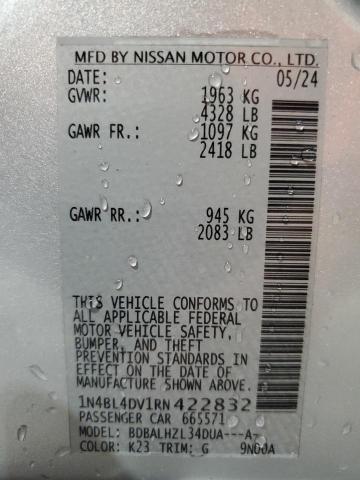 MFD BY NISSAN MOTOR CO., LTD.
DATE: 05/24
GVWR: 1963 KG
4328 LB
GAWR FR.: 1097 KG
2418 LB
GAWR RR.: 945 KG
2083 LB
THIS VEHICLE CONFORMS TO
ALL APPLICABLE FEDERAL
MOTOR VEHICLE SAFETY,
BUMPER, AND THEFT
PREVENTION STANDARDS IN
EFFECT ON THE DATE OF
MANUFACTURE SHOWN ABOVE.
1N4BL4DV1RN422832
PASSENGER CAR 665571
MODEL: BDBALHZL34DUA---A-
COLOR: K23 TRIM: G 9N00A